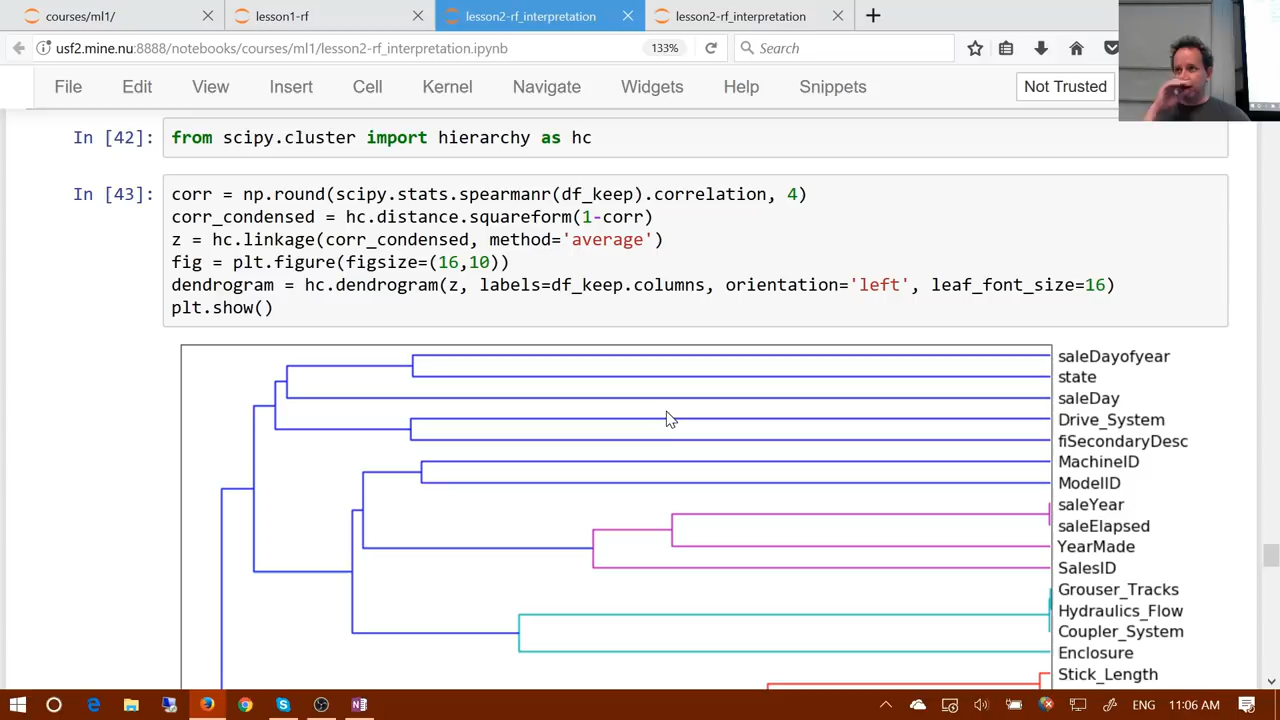 courses/ml1/
lesson1-rf
lesson2-rf_interpretation
lesson2-rf_interpretation
usf2.mine.nu:8888/notebooks/courses/ml1/lesson2-rf_interpretation.ipynb
133%
Search
File Edit View Insert Cell Kernel Navigate Widgets Help Snippets
Not Trusted
In [42]: from scipy.cluster import hierarchy as hc
In [43]: corr = np.round(scipy.stats.spearmanr(df_keep).correlation, 4)
corr_condensed = hc.distance.squareform(1-corr)
z = hc.linkage(corr_condensed, method='average')
fig = plt.figure(figsize=(16,10))
dendrogram = hc.dendrogram(z, labels=df_keep.columns, orientation='left', leaf_font_size=16)
plt.show()
saleDayofyear
state
saleDay
Drive_System
fiSecondaryDesc
MachineID
ModelID
saleYear
saleElapsed
YearMade
SalesID
Grouser_Tracks
Hydraulics_Flow
Coupler_System
Enclosure
Stick_Length
ENG 11:06 AM